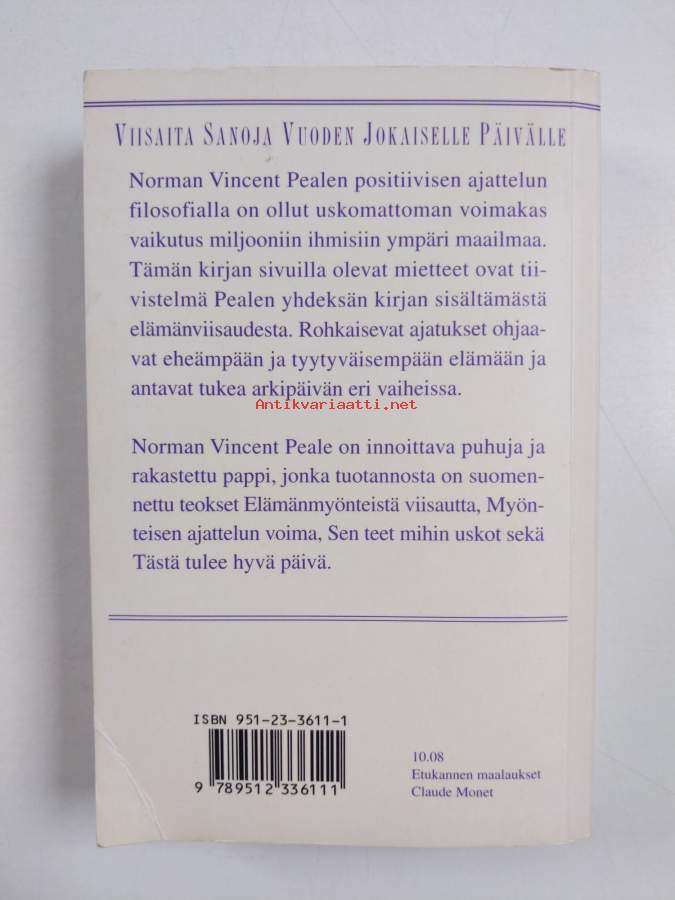 VIISAITA SANOJA VUODEN JOKAISELLE PÄIVÄLLE
Norman Vincent Pealen positiivisen ajattelun
filosofialla on ollut uskomattoman voimakas
vaikutus miljooniin ihmisiin ympäri maailmaa.
Tämän kirjan sivuilla olevat mietteet ovat tii-
vistelmä Pealen yhdeksän kirjan sisältämästä
elämänviisaudesta. Rohkaisevat ajatukset ohjaa-
vat eheämpään ja tyytyväisempään elämään ja
antavat tukea arkipäivän eri vaiheissa.
Antikvariaatti.net
Norman Vincent Peale on innoittava puhuja ja
rakastettu pappi, jonka tuotannosta on suomen-
nettu teokset Elämänmyönteistä viisautta, Myön-
teisen ajattelun voima, Sen teet mihin uskot sekä
Tästä tulee hyvä päivä.
ISBN 951-23-3611-1
9 789512 336111
10.08
Etukannen maalaukset
Claude Monet